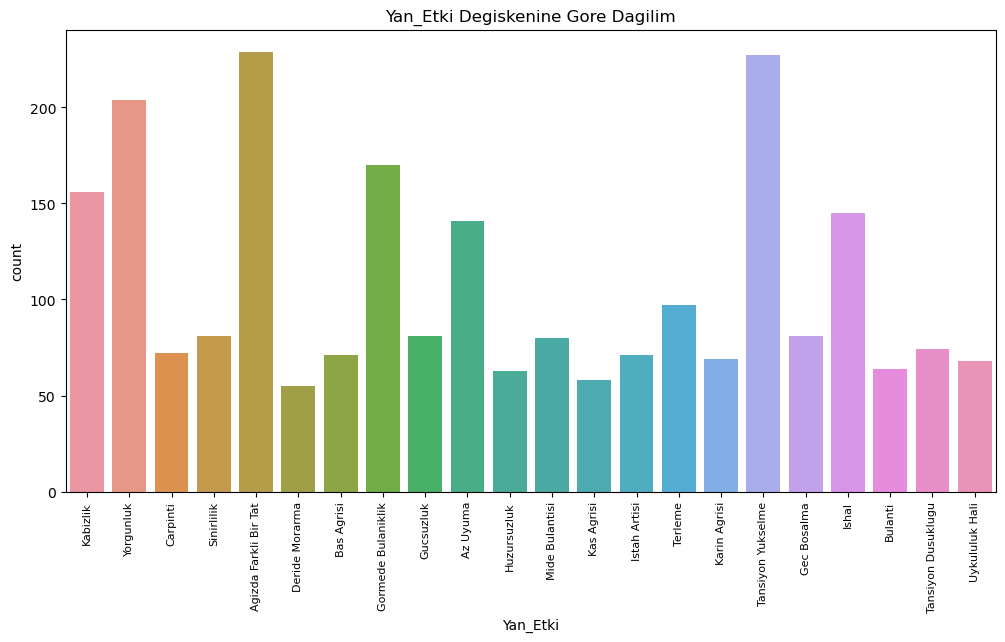 Yan_Etki Degiskenine Gore Dagilim
count
200
150
100
50
0
Kabizlik
Yorgunluk
Carpinti
Sinirlilik
Agizda Farkli Bir Tat
Deride Morarma
Bas Agrisi
Gormede Bulaniklik
Gucsuzluk
Az Uyuma
Huzursuzluk
Mide Bulantisi
Kas Agrisi
Istah Artisi
Terleme
Karin Agrisi
Tansiyon Yukselme
Gec Bosalma
Ishal
Bulanti
Tansiyon Dusuklugu
Uykululuk Hali
Yan_Etki